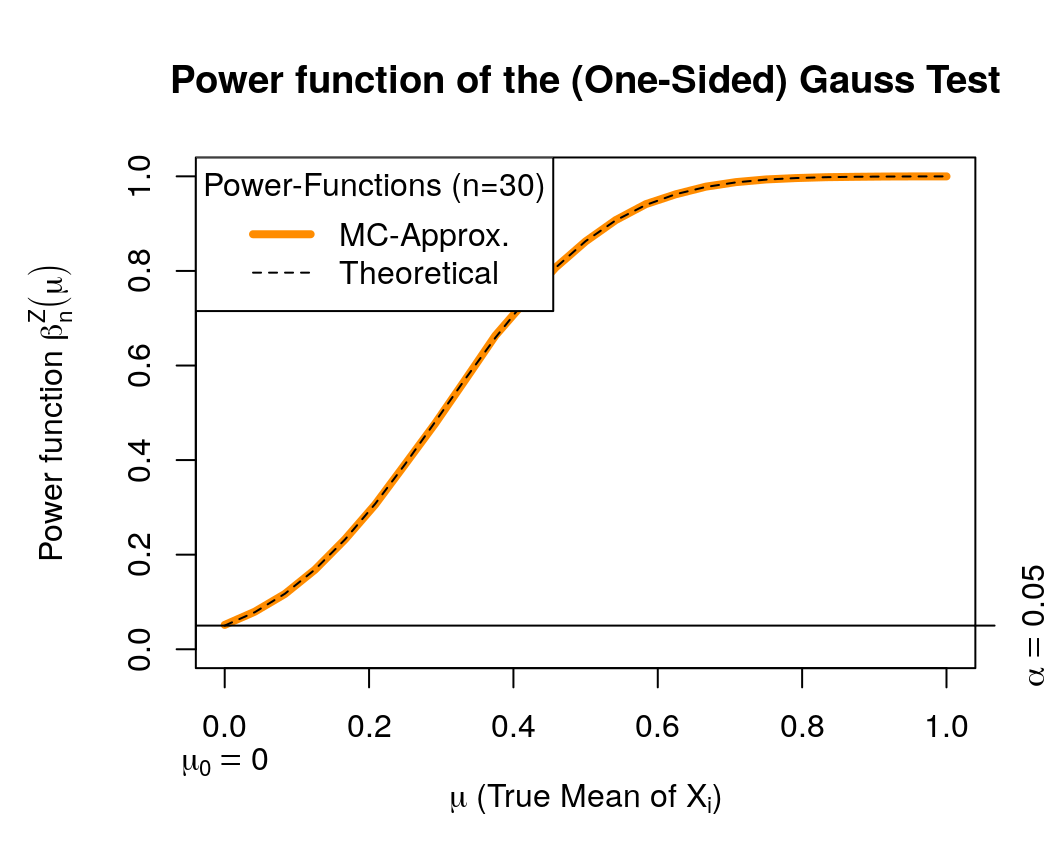 Power function of the (One-Sided) Gauss Test
Power function βₙᶻ(μ)
1.0
0.8
0.6
0.4
0.2
0.0
Power-Functions (n=30)
MC-Approx.
Theoretical
α = 0.05
0.0 0.2 0.4 0.6 0.8 1.0
μ₀ = 0
μ (True Mean of Xᵢ)